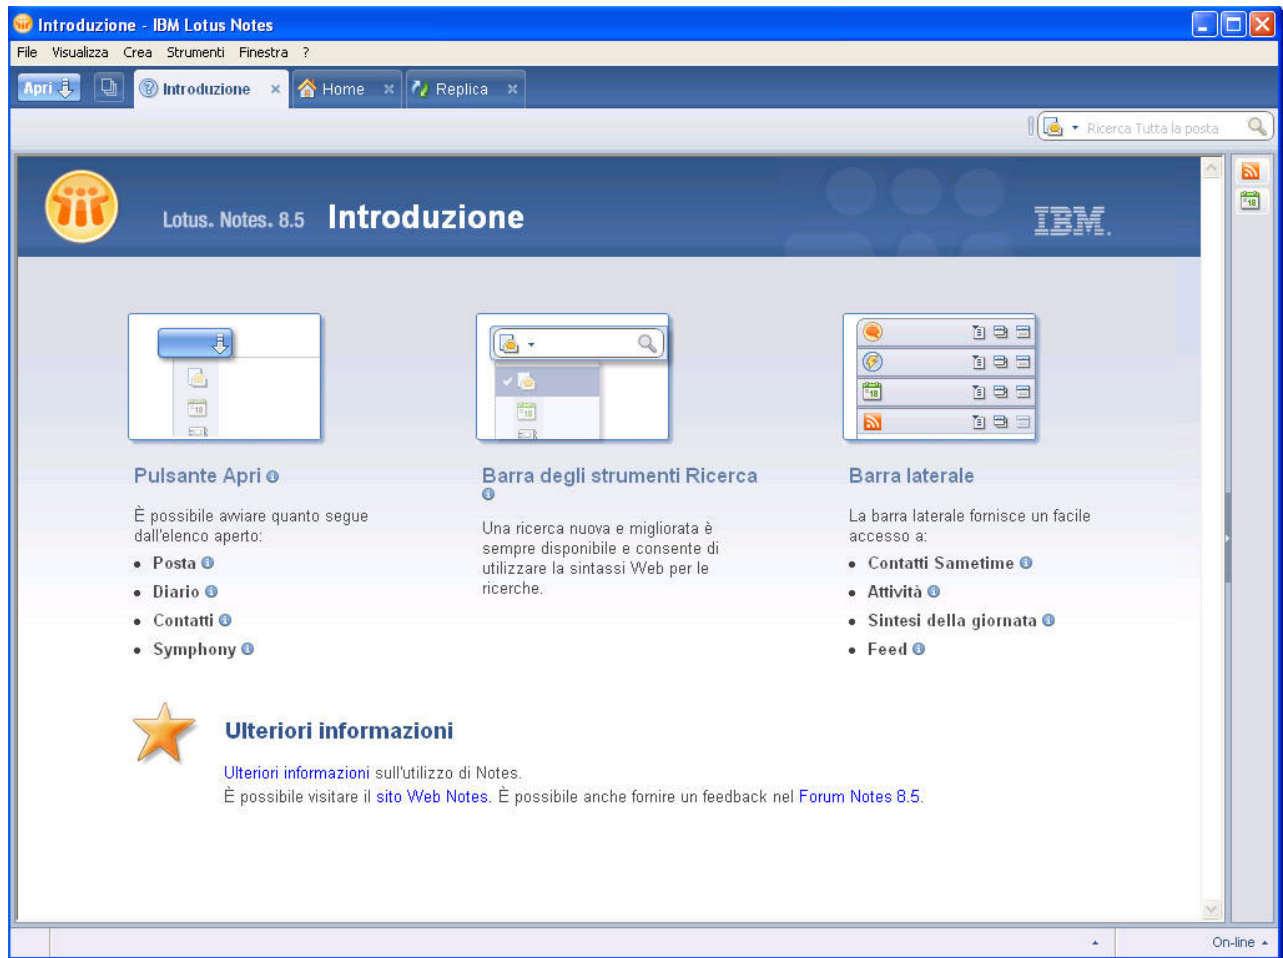 Introduzione - IBM Lotus Notes
File Visualizza Crea Strumenti Finestra ?
Apri Introduzione Home Replica
Ricerca Tutta la posta
Lotus. Notes. 8.5 Introduzione IBM.
18
18
18
18
Pulsante Apri
È possibile avviare quanto segue
dall'elenco aperto:
• Posta
• Diario
• Contatti
• Symphony
Barra degli strumenti Ricerca
Una ricerca nuova e migliorata è
sempre disponibile e consente di
utilizzare la sintassi Web per le
ricerche.
Barra laterale
La barra laterale fornisce un facile
accesso a:
• Contatti Sametime
• Attività
• Sintesi della giornata
• Feed
Ulteriori informazioni
Ulteriori informazioni sull'utilizzo di Notes.
È possibile visitare il sito Web Notes. È possibile anche fornire un feedback nel Forum Notes 8.5.
On-line